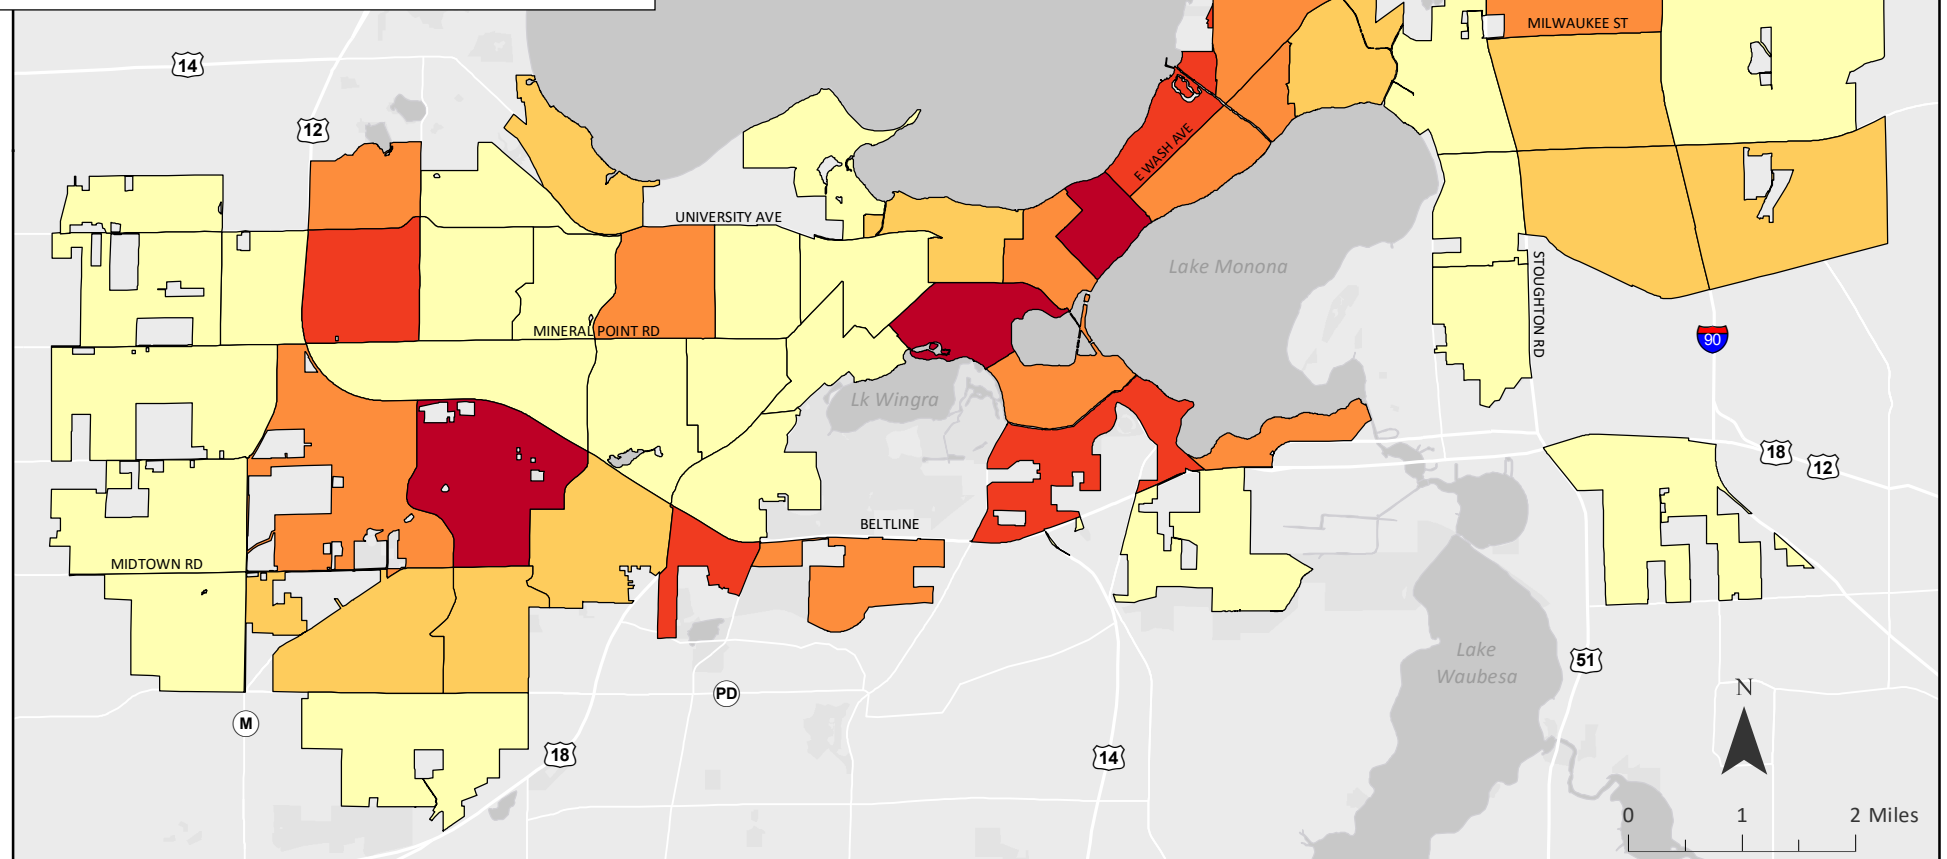 MILWAUKEE ST
14
12
E WASH AVE
UNIVERSITY AVE
Lake Monona
STOUGHTON RD
MINERAL POINT RD
90
Lk Wingra
18
12
BELTLINE
MIDTOWN RD
Lake
Waubesa
51
N
PD
M
18
14
0 1 2 Miles